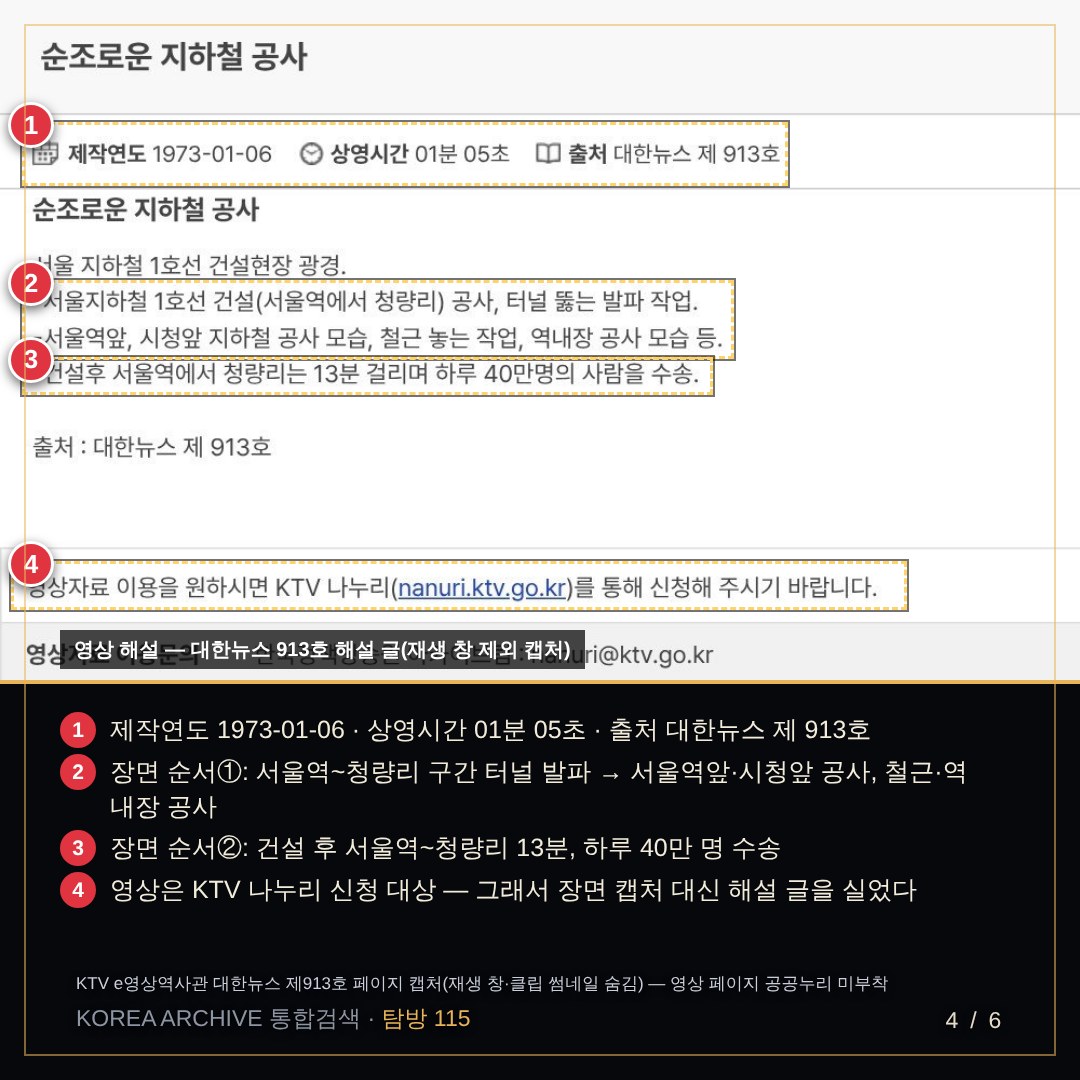 순조로운 지하철 공사
1
제작연도 1973-01-06 상영시간 01분 05초 출처 대한뉴스 제 913호
순조로운 지하철 공사
서울 지하철 1호선 건설현장 광경.
2
서울지하철 1호선 건설(서울역에서 청량리) 공사, 터널 뚫는 발파 작업.
-서울역앞, 시청앞 지하철 공사 모습, 철근 놓는 작업, 역내장 공사 모습 등.
3
건설후 서울역에서 청량리는 13분 걸리며 하루 40만명의 사람을 수송.
출처 : 대한뉴스 제 913호
4
영상자료 이용을 원하시면 KTV 나누리(nanuri.ktv.go.kr)를 통해 신청해 주시기 바랍니다.
영상 해설 — 대한뉴스 913호 해설 글(재생 창 제외 캡처)
1 제작연도 1973-01-06 · 상영시간 01분 05초 · 출처 대한뉴스 제 913호
2 장면 순서①: 서울역~청량리 구간 터널 발파 → 서울역앞·시청앞 공사, 철근·역
내장 공사
3 장면 순서②: 건설 후 서울역~청량리 13분, 하루 40만 명 수송
4 영상은 KTV 나누리 신청 대상 — 그래서 장면 캡처 대신 해설 글을 실었다
KTV e영상역사관 대한뉴스 제913호 페이지 캡처(재생 창·클립 썸네일 숨김) — 영상 페이지 공공누리 미부착
KOREA ARCHIVE 통합검색 · 탐방 115
4 / 6